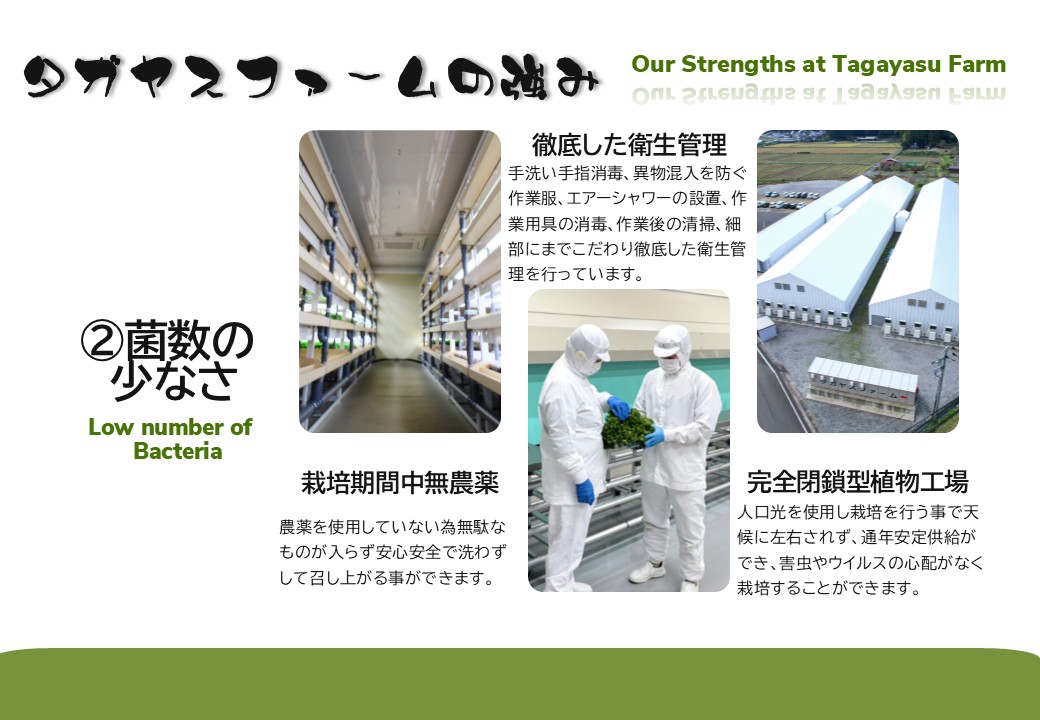 タガヤスファームの強み
Our Strengths at Tagayasu Farm
②菌数の
少なさ
Low number of
Bacteria
栽培期間中無農薬
農薬を使用していない為無駄な
ものが入らず安心安全で洗わず
して召し上がる事ができます。
徹底した衛生管理
手洗い手指消毒、異物混入を防ぐ
作業服、エアーシャワーの設置、作
業用具の消毒、作業後の清掃、細
部にまでこだわり徹底した衛生管
理を行っています。
完全閉鎖型植物工場
人口光を使用し栽培を行う事で天
候に左右されず、通年安定供給が
でき、害虫やウイルスの心配がなく
栽培することができます。